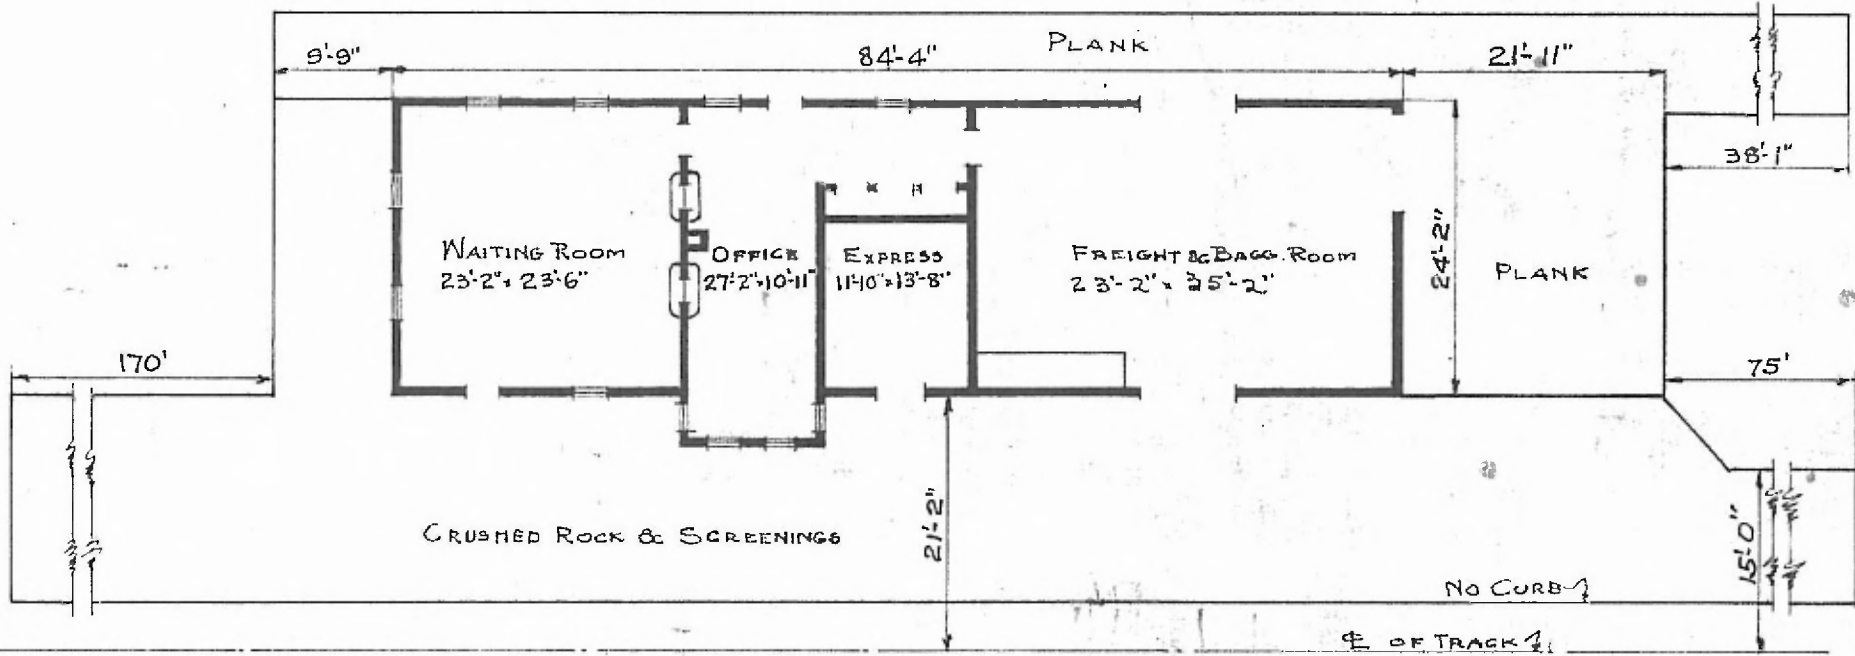 PLANK
9'-9" 84'-4" 21'-11"
38'-1"
WAITING ROOM
23'-2" x 23'-6"
OFFICE
27'-2" x 10'-11"
EXPRESS
11'-10" x 13'-8"
FREIGHT & BAGG. ROOM
23'-2" x 35'-2"
24'-2"
PLANK
170'
75'
CRUSHED ROCK & SCREENINGS
21'-2"
15'-0"
NO CURB
℄ OF TRACK